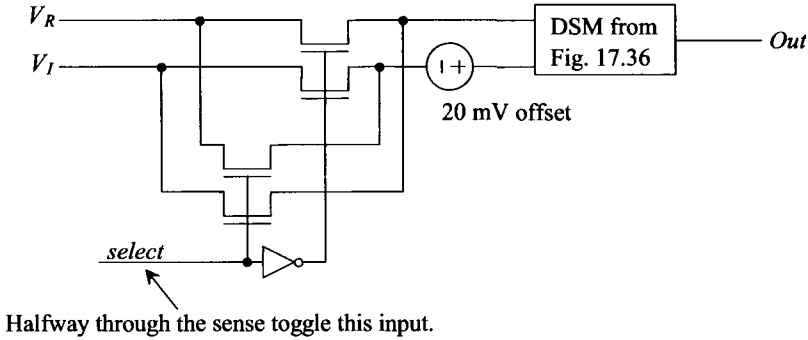 V_R
V_I
DSM from
Fig. 17.36
Out
20 mV offset
select
Halfway through the sense toggle this input.